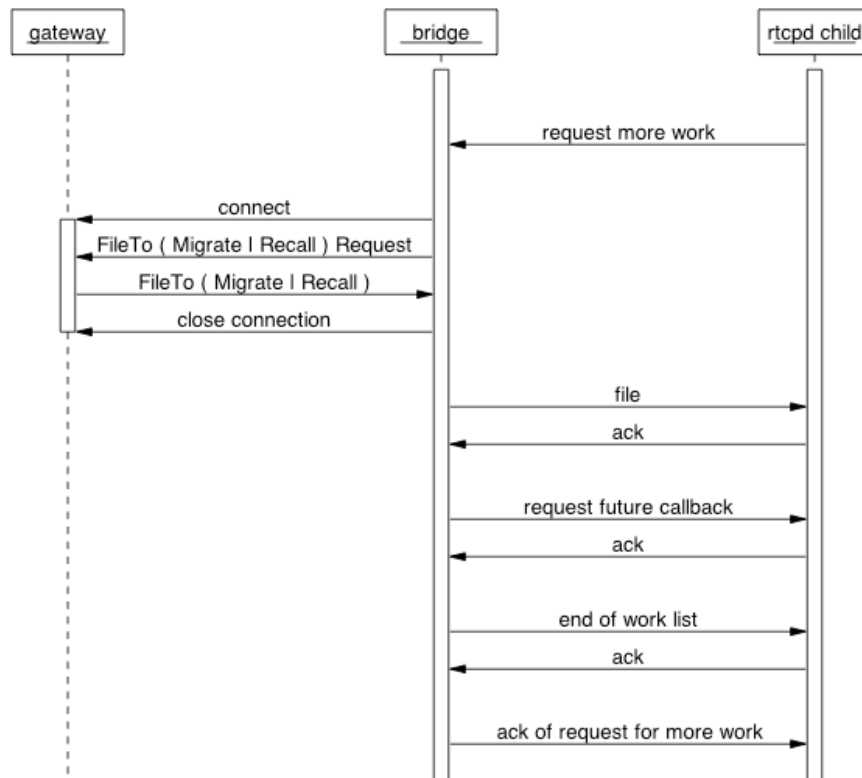 gateway
bridge
rtcpd child
request more work
connect
FileTo ( Migrate | Recall ) Request
FileTo ( Migrate | Recall )
close connection
file
ack
request future callback
ack
end of work list
ack
ack of request for more work